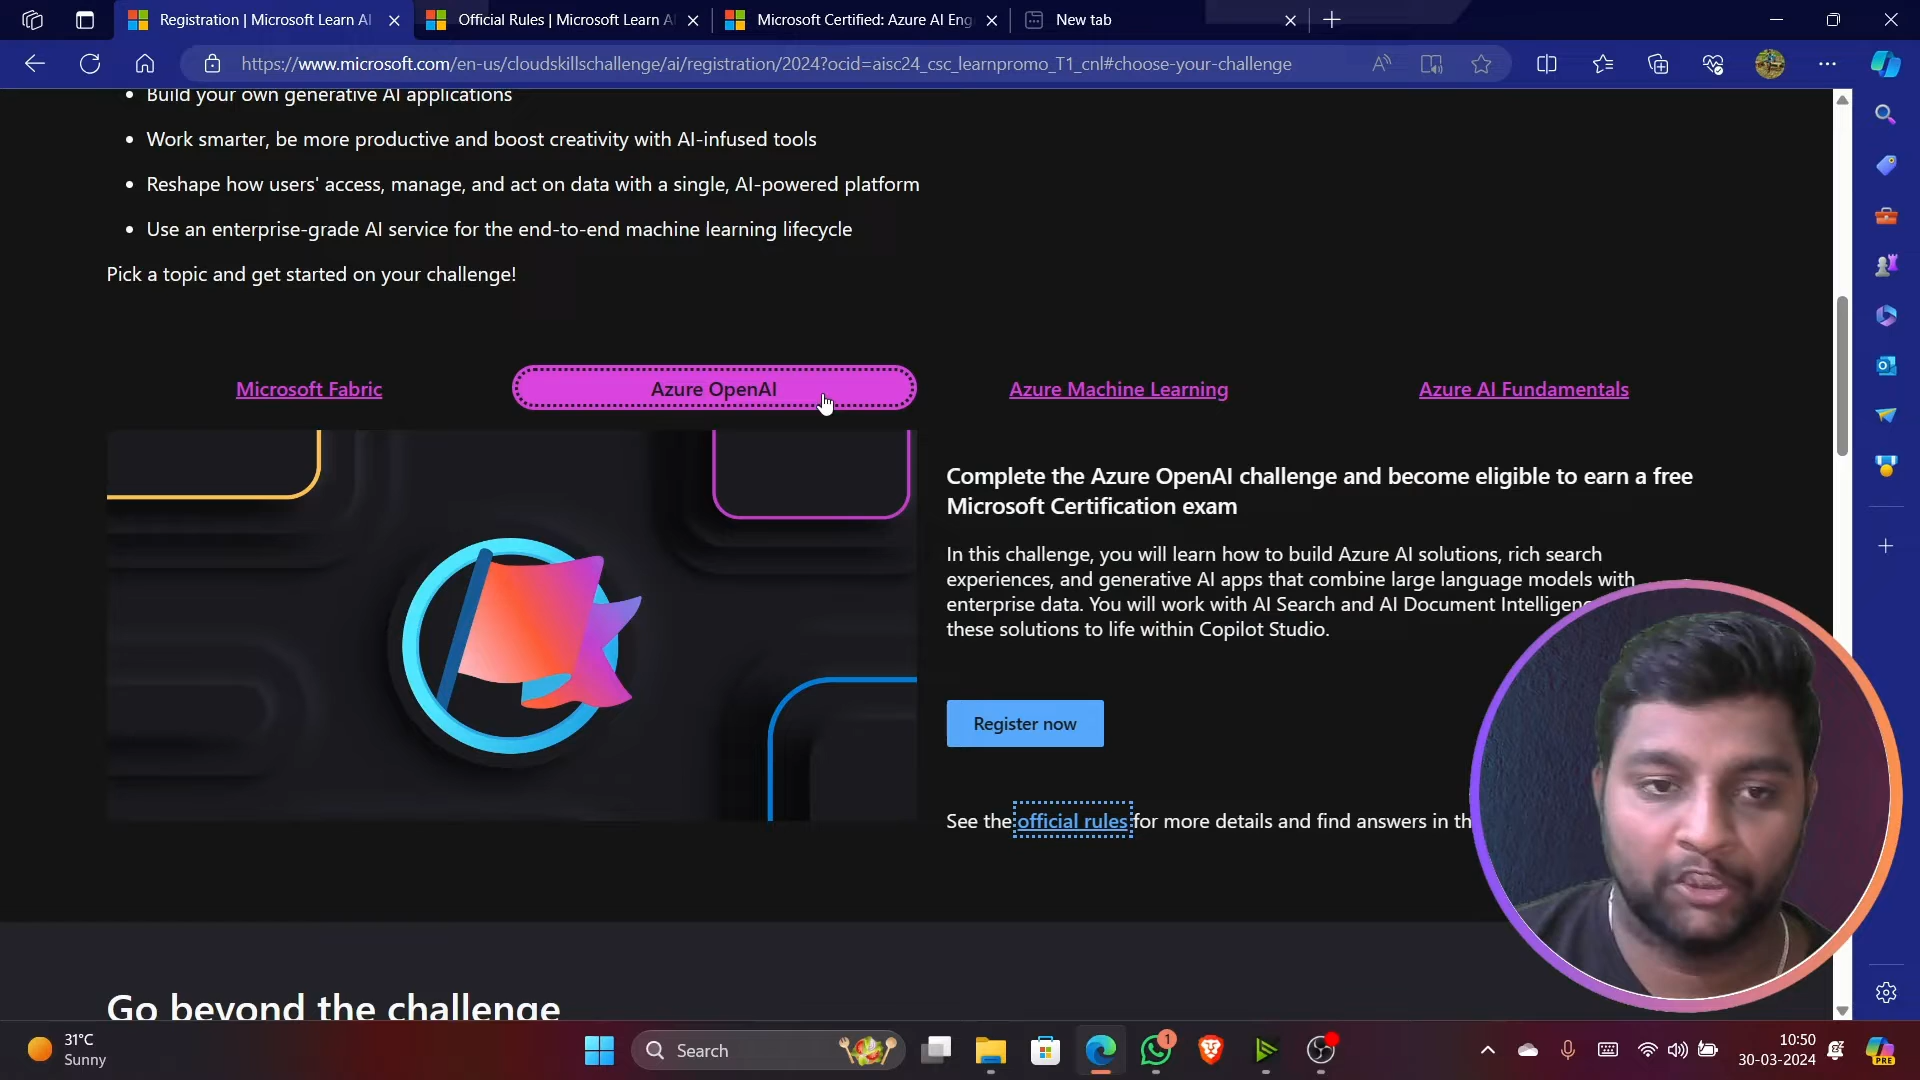 Registration | Microsoft Learn AI
Official Rules | Microsoft Learn A
Microsoft Certified: Azure AI Eng
New tab
https://www.microsoft.com/en-us/cloudskillschallenge/ai/registration/2024?ocid=aisc24_csc_learnpromo_T1_cnl#choose-your-challenge
Build your own generative AI applications
Work smarter, be more productive and boost creativity with AI-infused tools
Reshape how users' access, manage, and act on data with a single, AI-powered platform
Use an enterprise-grade AI service for the end-to-end machine learning lifecycle
Pick a topic and get started on your challenge!
Microsoft Fabric
Azure OpenAI
Azure Machine Learning
Azure AI Fundamentals
Complete the Azure OpenAI challenge and become eligible to earn a free
Microsoft Certification exam
In this challenge, you will learn how to build Azure AI solutions, rich search
experiences, and generative AI apps that combine large language models with
enterprise data. You will work with AI Search and AI Document
these solutions to life within Copilot Studio.
Register now
See the official rules for more details and find answers in
Go beyond the challenge
31°C
Sunny
Search
1
10:50
30-03-2024
PRE